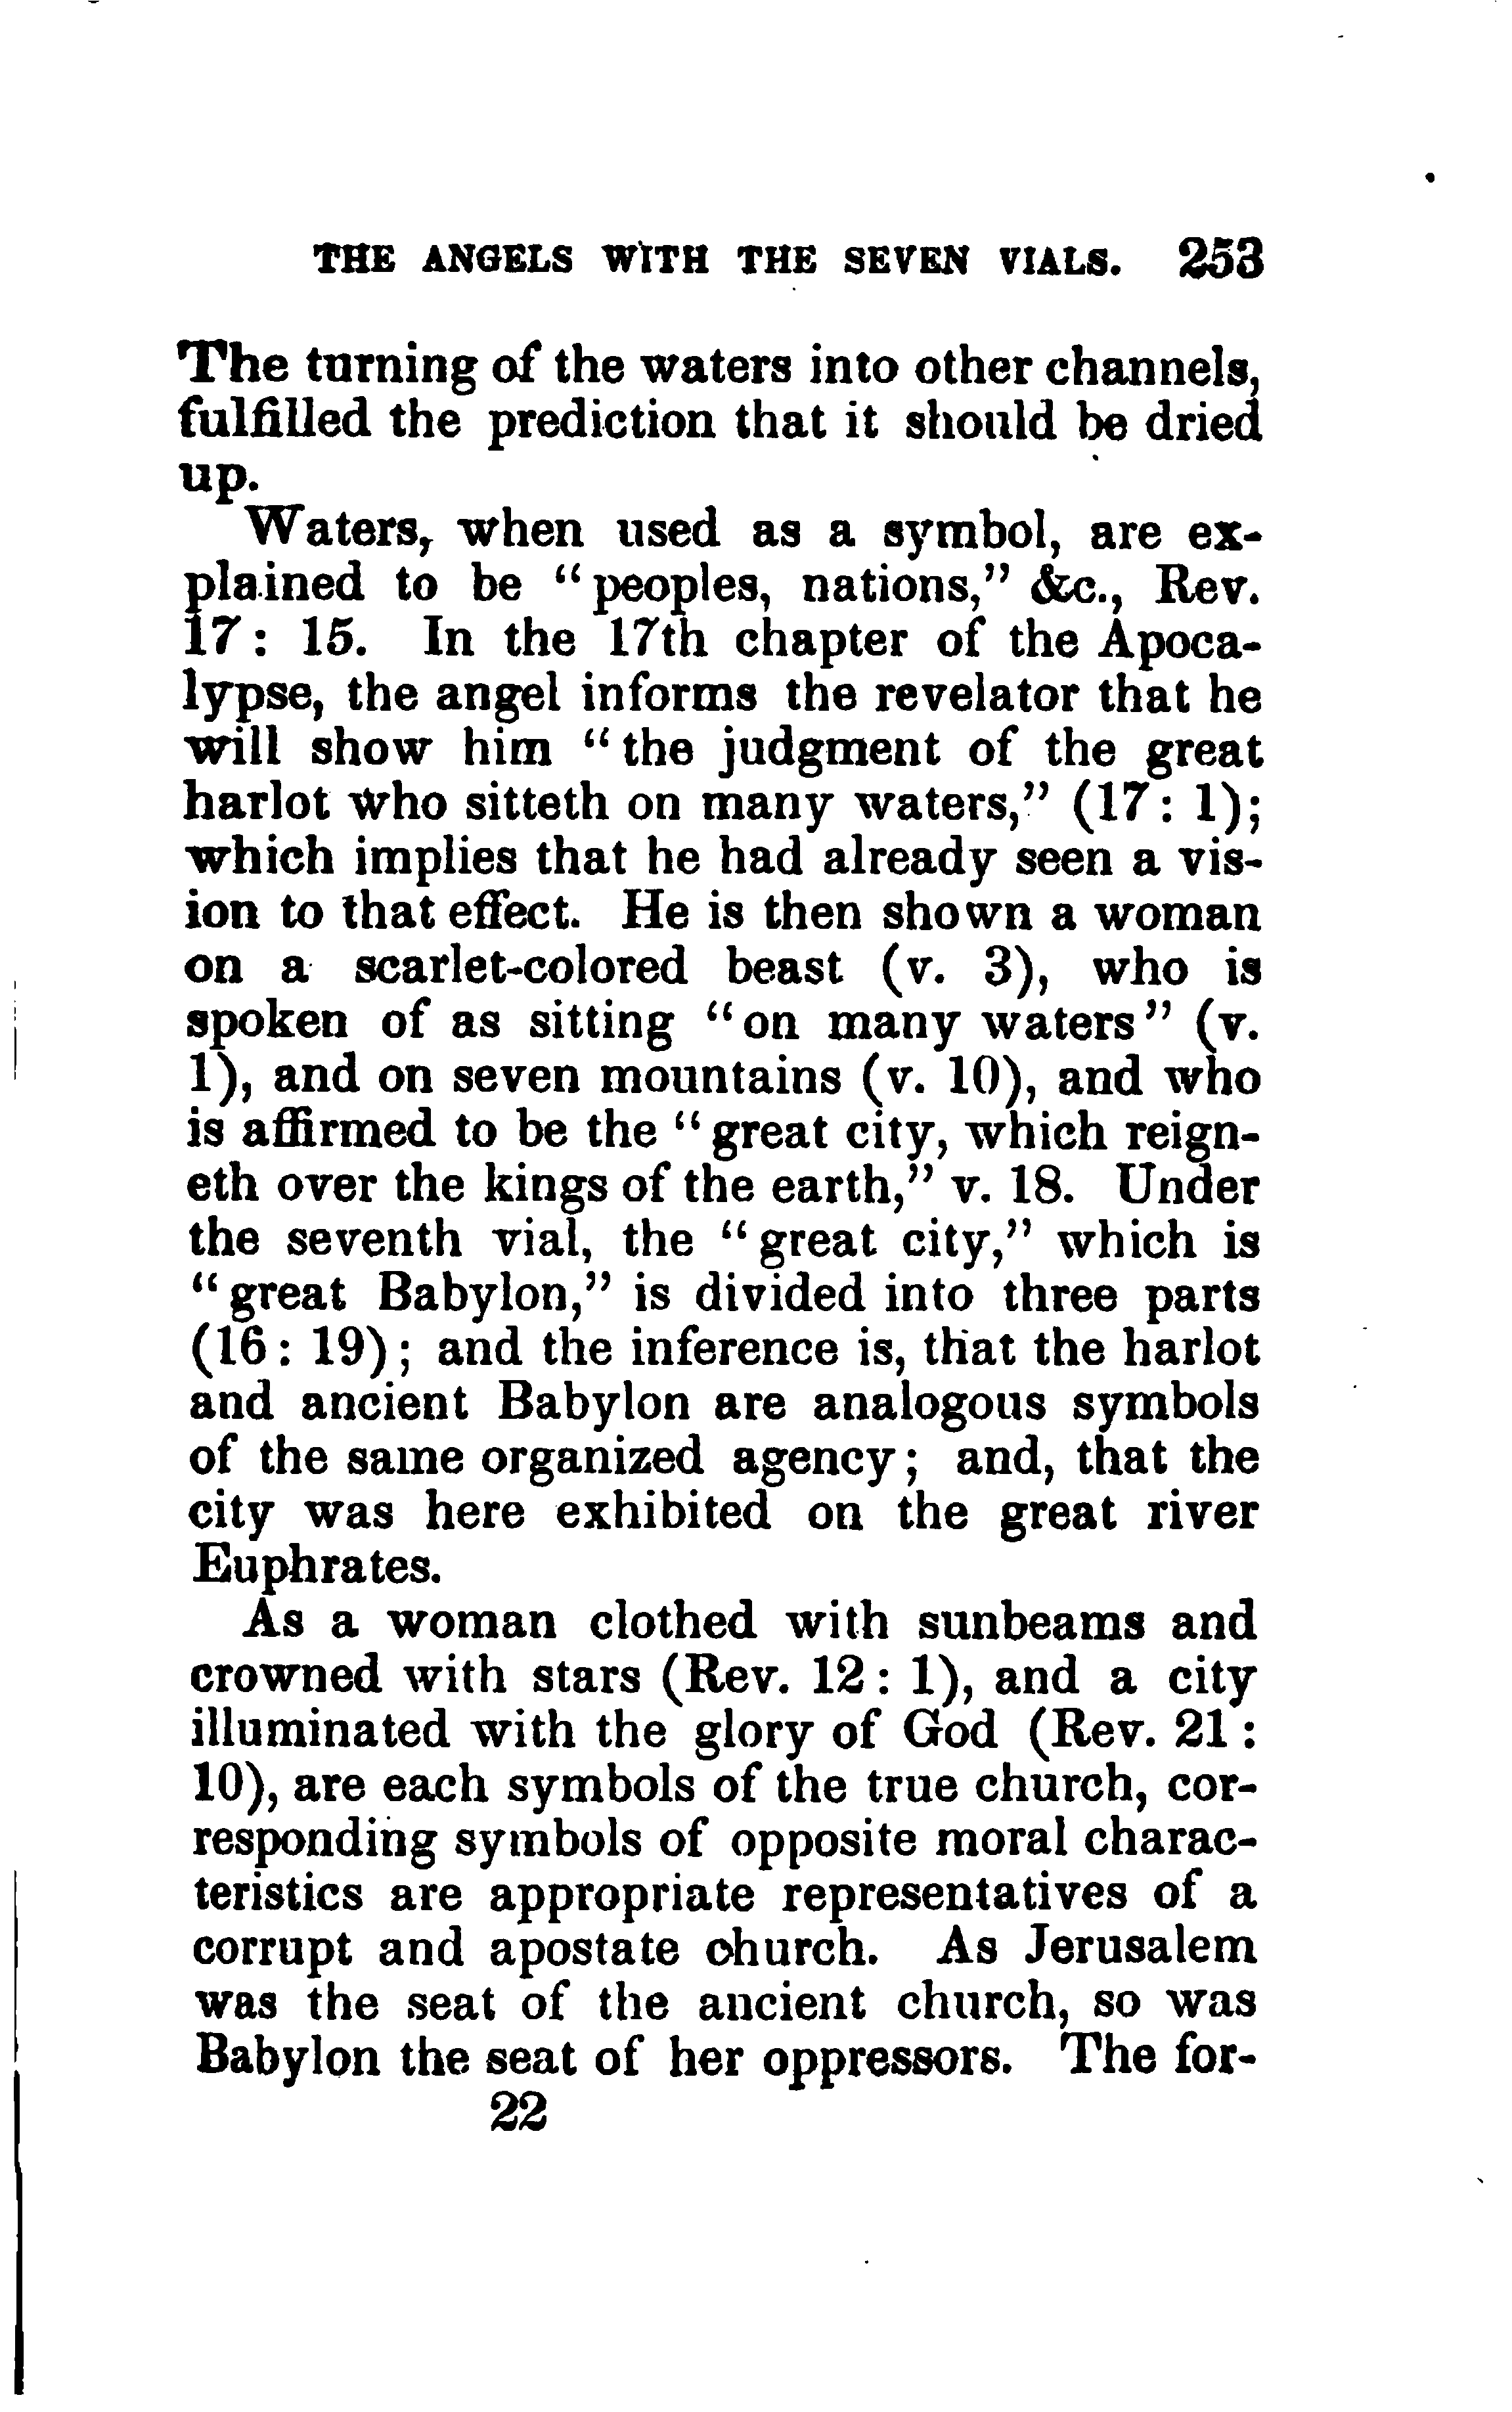 THE ANGELS WITH THE SEVEN VIALS. 253
The turning of the waters into other channels,
fulfilled the prediction that it should be dried
up.
Waters, when used as a symbol, are ex-
plained to be "peoples, nations," &c., Rev.
17: 15. In the 17th chapter of the Apoca-
lypse, the angel informs the revelator that he
will show him "the judgment of the great
harlot who sitteth on many waters," (17: 1);
which implies that he had already seen a vis-
ion to that effect. He is then shown a woman
on a scarlet-colored beast (v. 3), who is
spoken of as sitting "on many waters" (v.
1), and on seven mountains (v. 10), and who
is affirmed to be the "great city, which reign-
eth over the kings of the earth," v. 18. Under
the seventh vial, the "great city," which is
"great Babylon," is divided into three parts
(16: 19); and the inference is, that the harlot
and ancient Babylon are analogous symbols
of the same organized agency; and, that the
city was here exhibited on the great river
Euphrates.
As a woman clothed with sunbeams and
crowned with stars (Rev. 12: 1), and a city
illuminated with the glory of God (Rev. 21:
10), are each symbols of the true church, cor-
responding symbols of opposite moral charac-
teristics are appropriate representatives of a
corrupt and apostate church. As Jerusalem
was the seat of the ancient church, so was
Babylon the seat of her oppressors. The for-
22